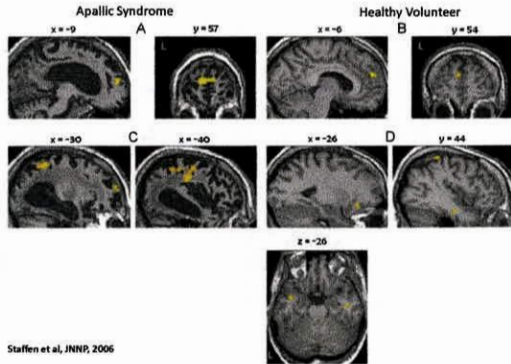 Apallic Syndrome
Healthy Volunteer
x = -9
A
y = 57
x = -6
B
y = 54
L
L
x = -30
C
x = -40
x = -26
D
y = 44
z = -26
Staffen et al, JNNP, 2006